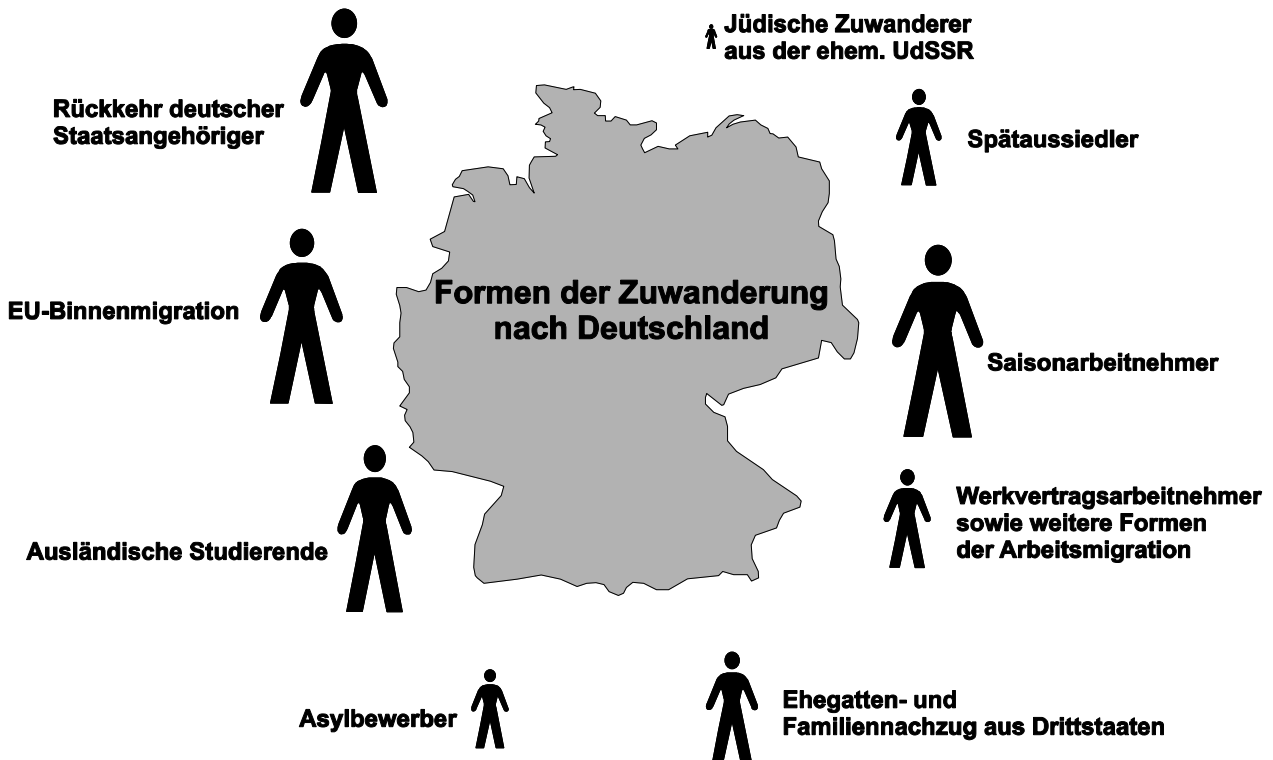 Jüdische Zuwanderer
aus der ehem. UdSSR
Rückkehr deutscher
Staatsangehöriger
Spätaussiedler
Formen der Zuwanderung
nach Deutschland
EU-Binnenmigration
Saisonarbeitnehmer
Werkvertragsarbeitnehmer
sowie weitere Formen
der Arbeitsmigration
Ausländische Studierende
Asylbewerber
Ehegatten- und
Familiennachzug aus Drittstaaten